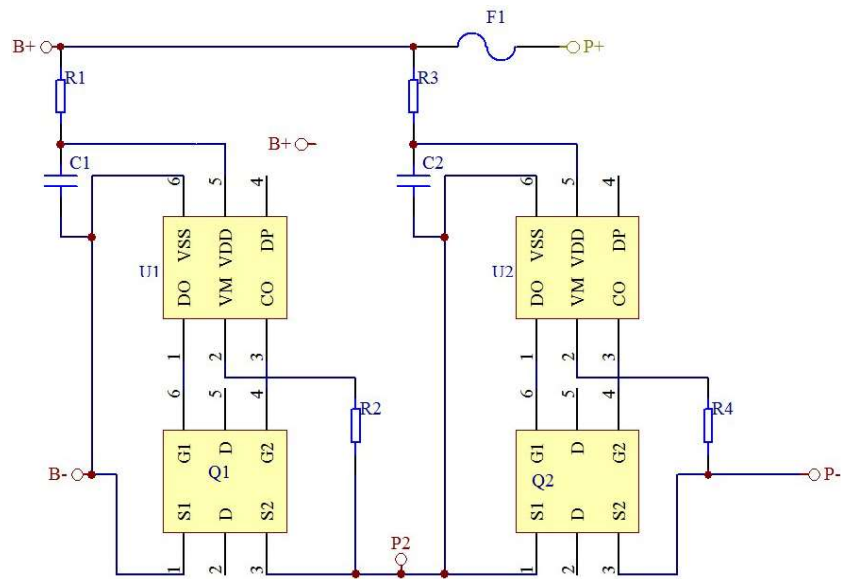 F1
B+ P+
R1 R3
B+
C1 C2
6 5 4 6 5 4
VSS VDD DP VSS VDD DP
U1 U2
DO VM CO DO VM CO
1 2 3 1 2 3
6 5 4 6 5 4
R2 R4
G1 D G2 G1 D G2
B- Q1 Q2 P-
S1 D S2 S1 D S2
P2
1 2 3 1 2 3